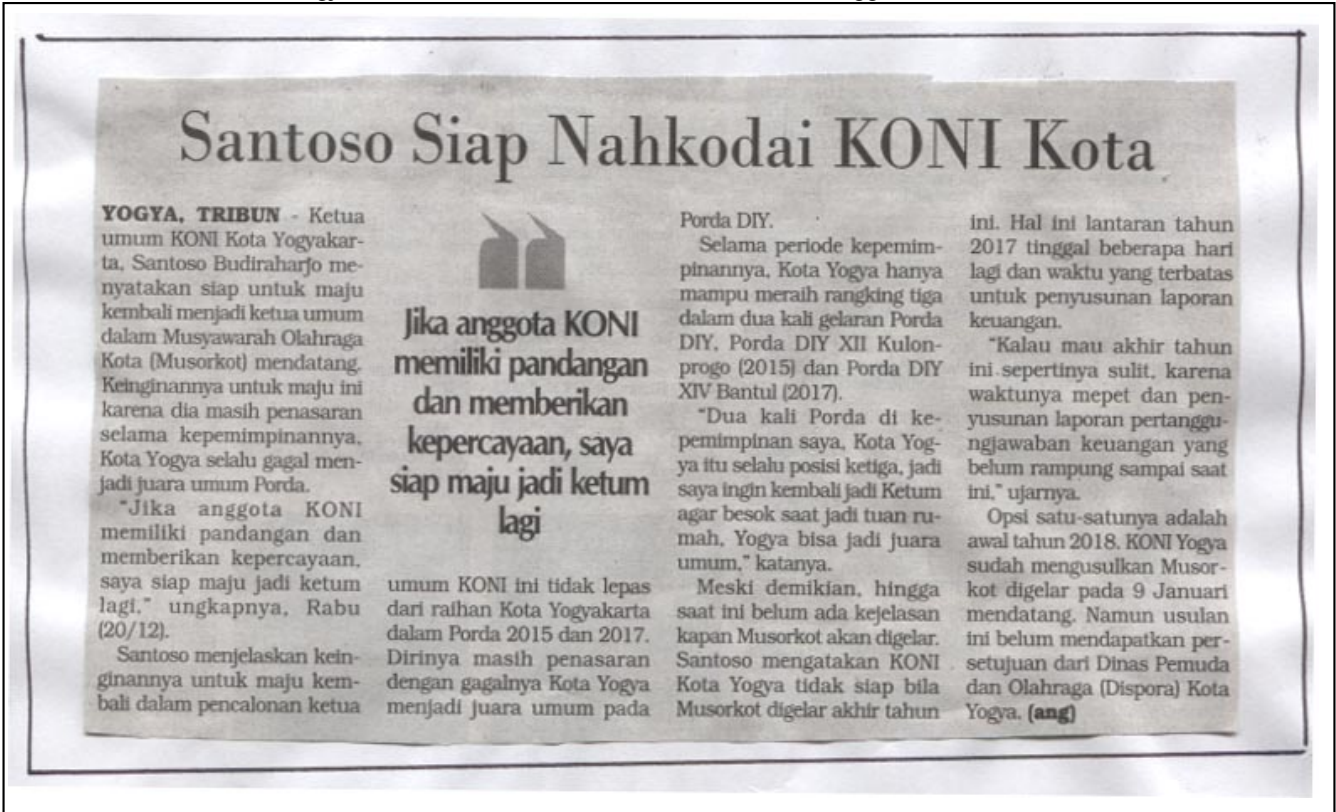 Santoso Siap Nahkodai KONI Kota
YOGYA, TRIBUN - Ketua
umum KONI Kota Yogyakar-
ta, Santoso Budiraharjo me-
nyatakan siap untuk maju
kembali menjadi ketua umum
dalam Musyawarah Olahraga
Kota (Musorkot) mendatang.
Keinginannya untuk maju ini
karena dia masih penasaran
selama kepemimpinannya,
Kota Yogya selalu gagal men-
jadi juara umum Porda.
"Jika anggota KONI
memiliki pandangan dan
memberikan kepercayaan,
saya siap maju jadi ketum
lagi," ungkapnya, Rabu
(20/12).
Santoso menjelaskan kein-
ginannya untuk maju kem-
bali dalam pencalonan ketua
Jika anggota KONI
memiliki pandangan
dan memberikan
kepercayaan, saya
siap maju jadi ketum
lagi
umum KONI ini tidak lepas
dari raihan Kota Yogyakarta
dalam Porda 2015 dan 2017.
Dirinya masih penasaran
dengan gagalnya Kota Yogya
menjadi juara umum pada
Porda DIY.
Selama periode kepemim-
pinannya, Kota Yogya hanya
mampu meraih rangking tiga
dalam dua kali gelaran Porda
DIY, Porda DIY XII Kulon-
progo (2015) dan Porda DIY
XIV Bantul (2017).
"Dua kali Porda di ke-
pemimpinan saya, Kota Yog-
ya itu selalu posisi ketiga, jadi
saya ingin kembali jadi Ketum
agar besok saat jadi tuan ru-
mah, Yogya bisa jadi juara
umum," katanya.
Meski demikian, hingga
saat ini belum ada kejelasan
kapan Musorkot akan digelar.
Santoso mengatakan KONI
Kota Yogya tidak siap bila
Musorkot digelar akhir tahun
ini. Hal ini lantaran tahun
2017 tinggal beberapa hari
lagi dan waktu yang terbatas
untuk penyusunan laporan
keuangan.
"Kalau mau akhir tahun
ini sepertinya sulit, karena
waktunya mepet dan pen-
yusunan laporan pertanggu-
ngjawaban keuangan yang
belum rampung sampai saat
ini," ujarnya.
Opsi satu-satunya adalah
awal tahun 2018. KONI Yogya
sudah mengusulkan Musor-
kot digelar pada 9 Januari
mendatang. Namun usulan
ini belum mendapatkan per-
setujuan dari Dinas Pemuda
dan Olahraga (Dispora) Kota
Yogya. (ang)